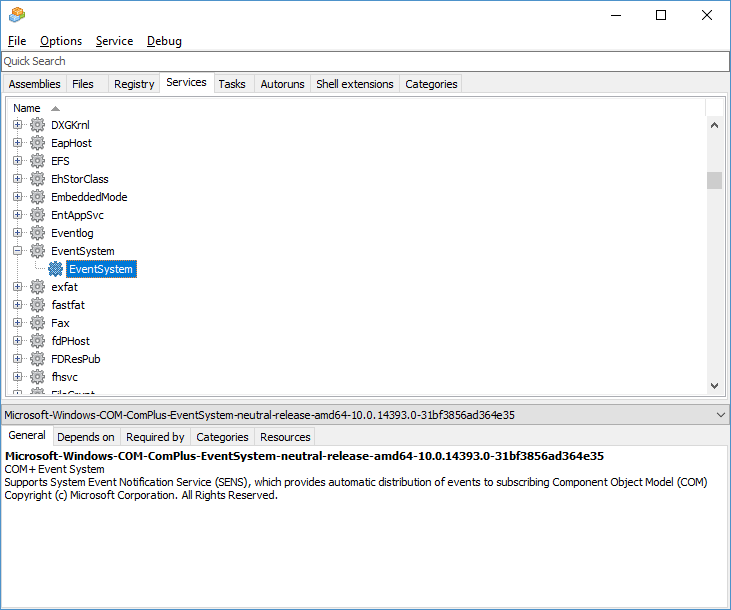 File Options Service Debug
Quick Search
Assemblies Files Registry Services Tasks Autoruns Shell extensions Categories
Name
DXGKrnl
EapHost
EFS
EhStorClass
EmbeddedMode
EntAppSvc
Eventlog
EventSystem
EventSystem
exfat
fastfat
Fax
fdPHost
FDResPub
fhsvc
FileCrypt
Microsoft-Windows-COM-ComPlus-EventSystem-neutral-release-amd64-10.0.14393.0-31bf3856ad364e35
General Depends on Required by Categories Resources
Microsoft-Windows-COM-ComPlus-EventSystem-neutral-release-amd64-10.0.14393.0-31bf3856ad364e35
COM+ Event System
Supports System Event Notification Service (SENS), which provides automatic distribution of events to subscribing Component Object Model (COM)
Copyright (c) Microsoft Corporation. All Rights Reserved.